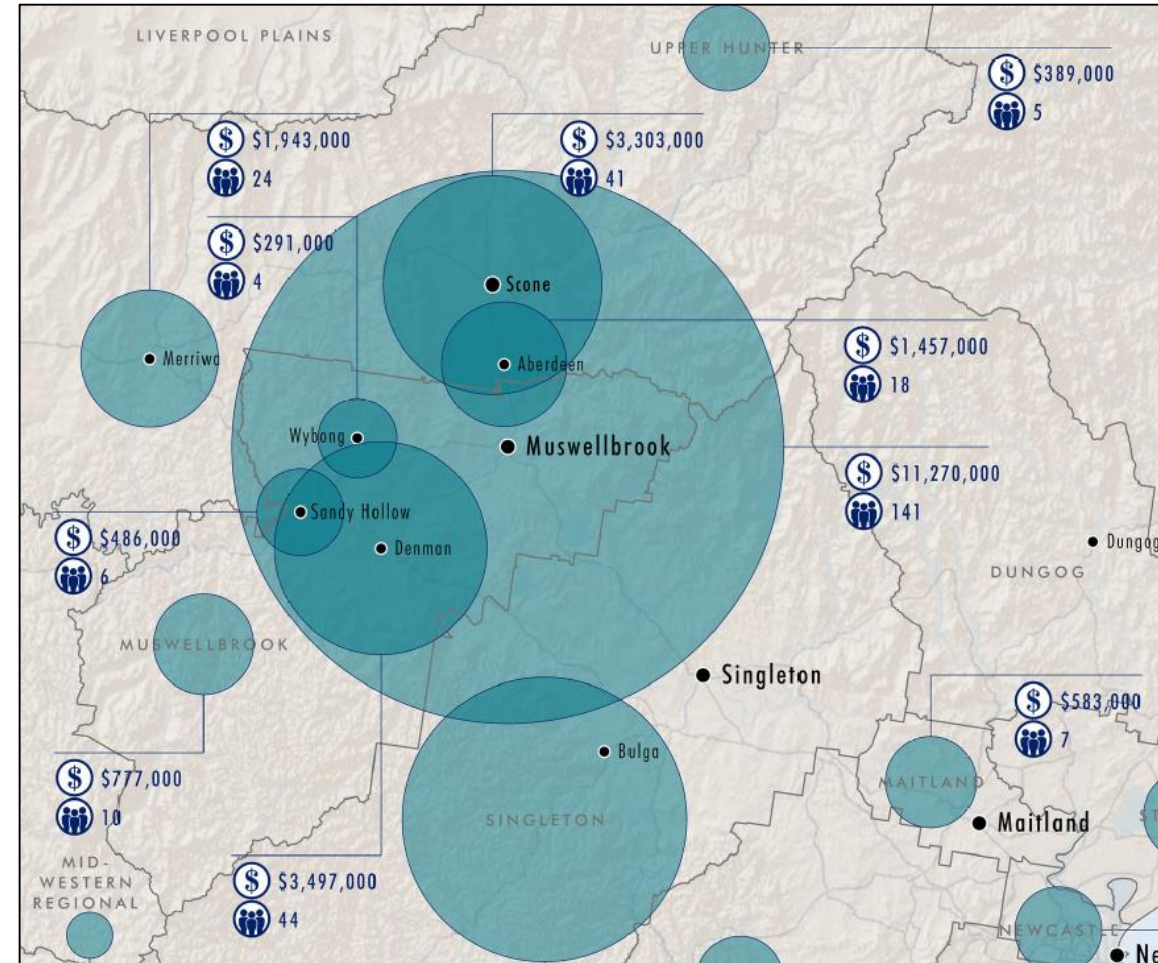 LIVERPOOL PLAINS
UPPER HUNTER
$ $389,000
5
$ $1,943,000
24
$ $3,303,000
41
$ $291,000
4
Scone
Merriwa
Aberdeen
$ $1,457,000
18
Wybong
Muswellbrook
$ $11,270,000
141
Sandy Hollow
Denman
$ $486,000
6
Dungog
DUNGOG
MUSWELLBROOK
Singleton
$ $583,000
7
Bulga
$ $777,000
10
MAITLAND
Maitland
SINGLETON
ST
MID-
WESTERN
REGIONAL
$ $3,497,000
44
NEWCASTLE
Ne